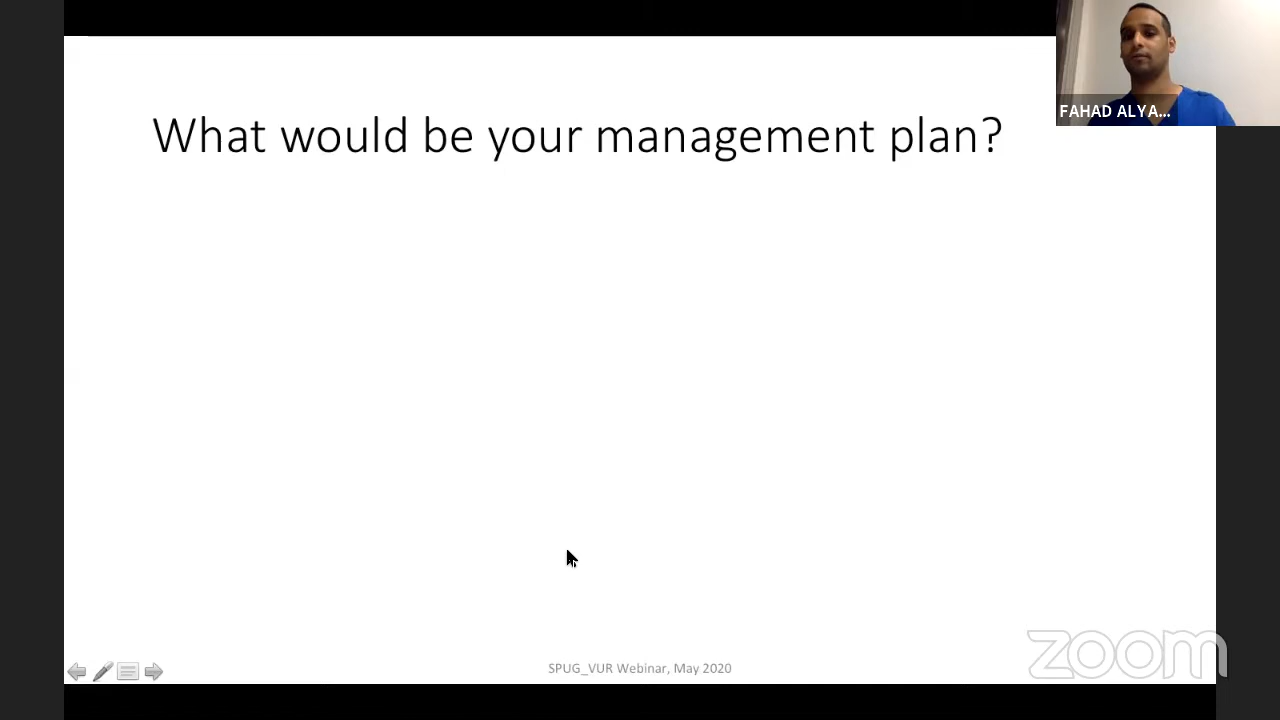 FAHAD ALYA...
What would be your management plan?
SPUG_VUR Webinar, May 2020
zoom